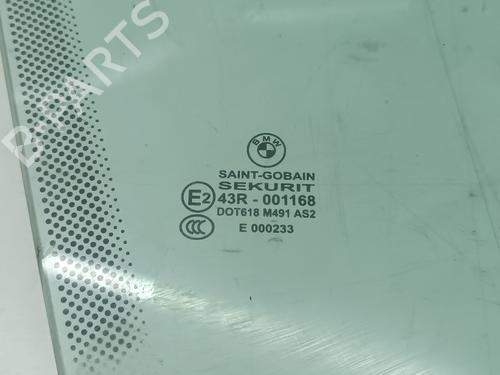 B-PARTS
BMW
SAINT-GOBAIN
SEKURIT
E2 43R - 001168
DOT618 M491 AS2
CCC E 000233